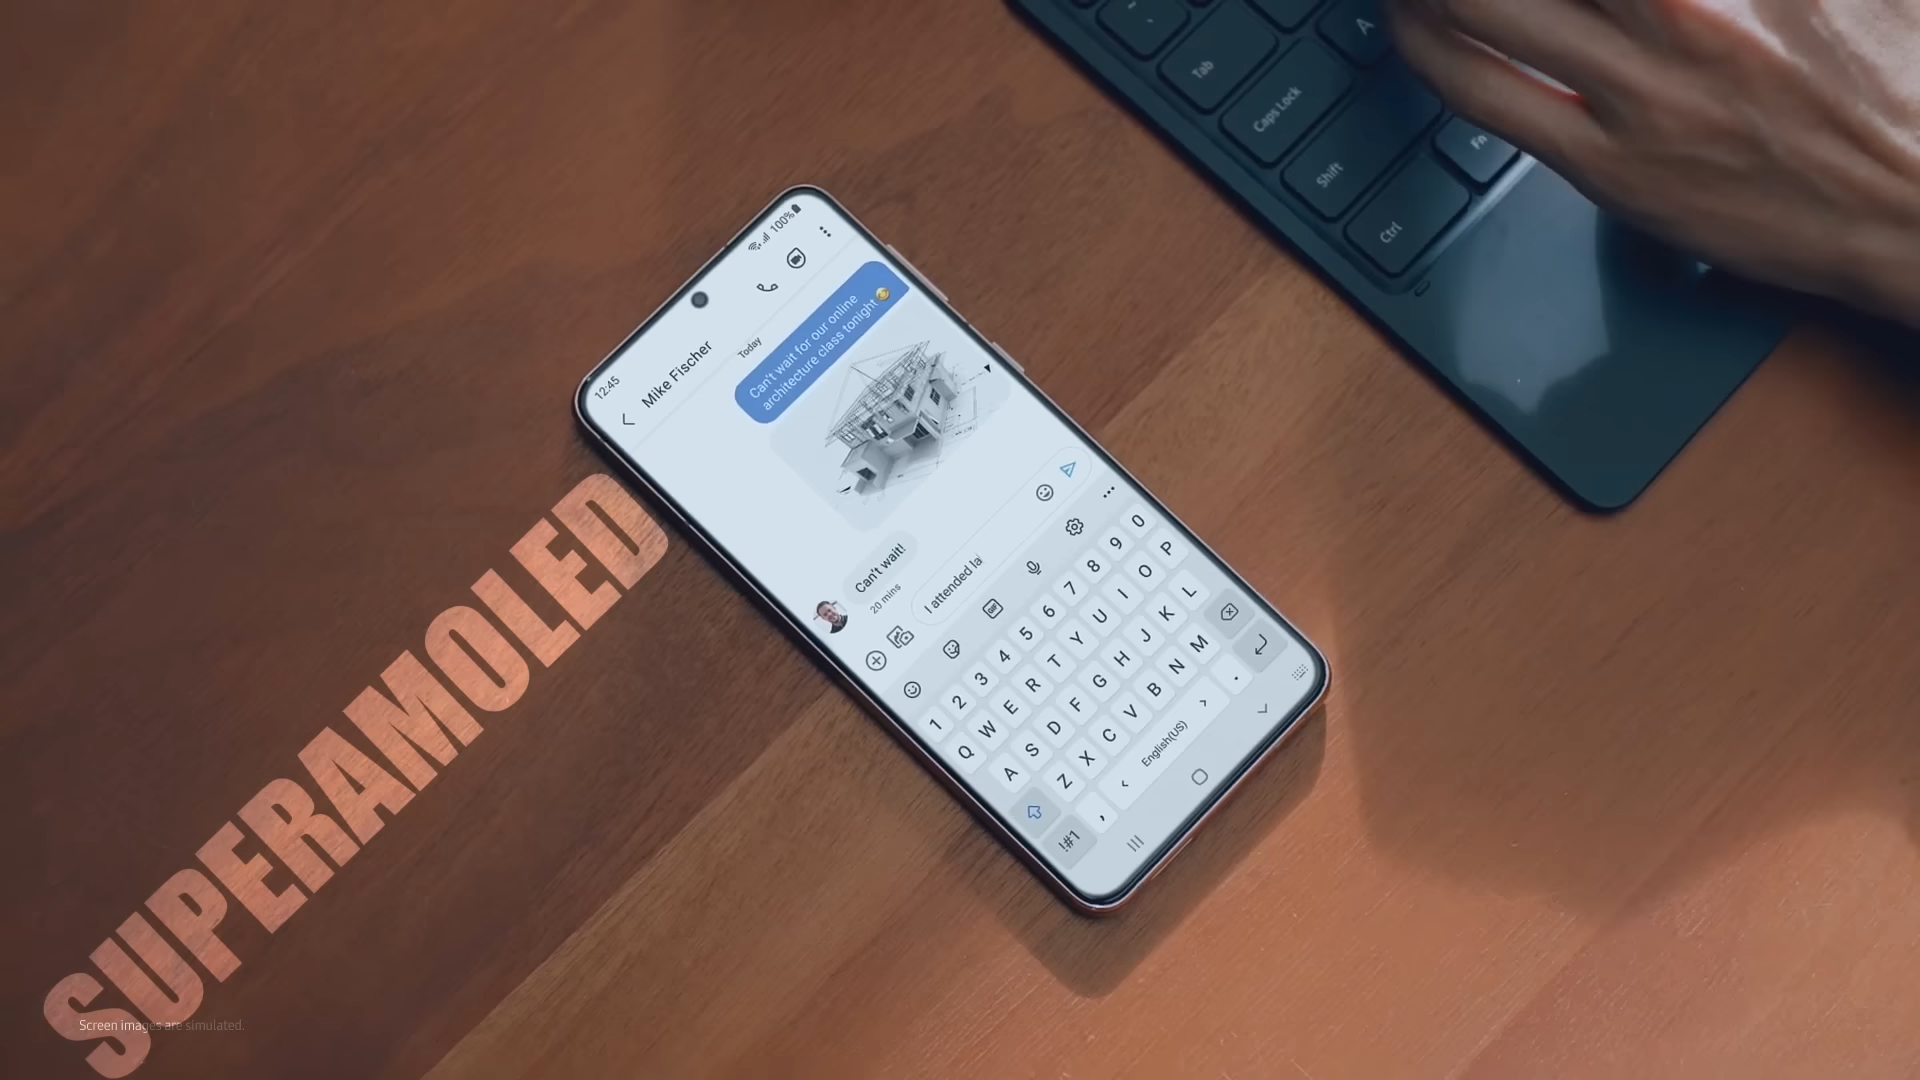 Tab
A
Caps Lock
Shift
Fn
Ctrl
12:45
100%
Mike Fischer
Today
Can't wait for our online
architecture class tonight
Can't wait!
20 mins
I attended la
GIF
1 2 3 4 5 6 7 8 9 0
Q W E R T Y U I O P
A S D F G H J K L
Z X C V B N M
!#1 , < English(US) > .
SUPERAMOLED
Screen images are simulated.